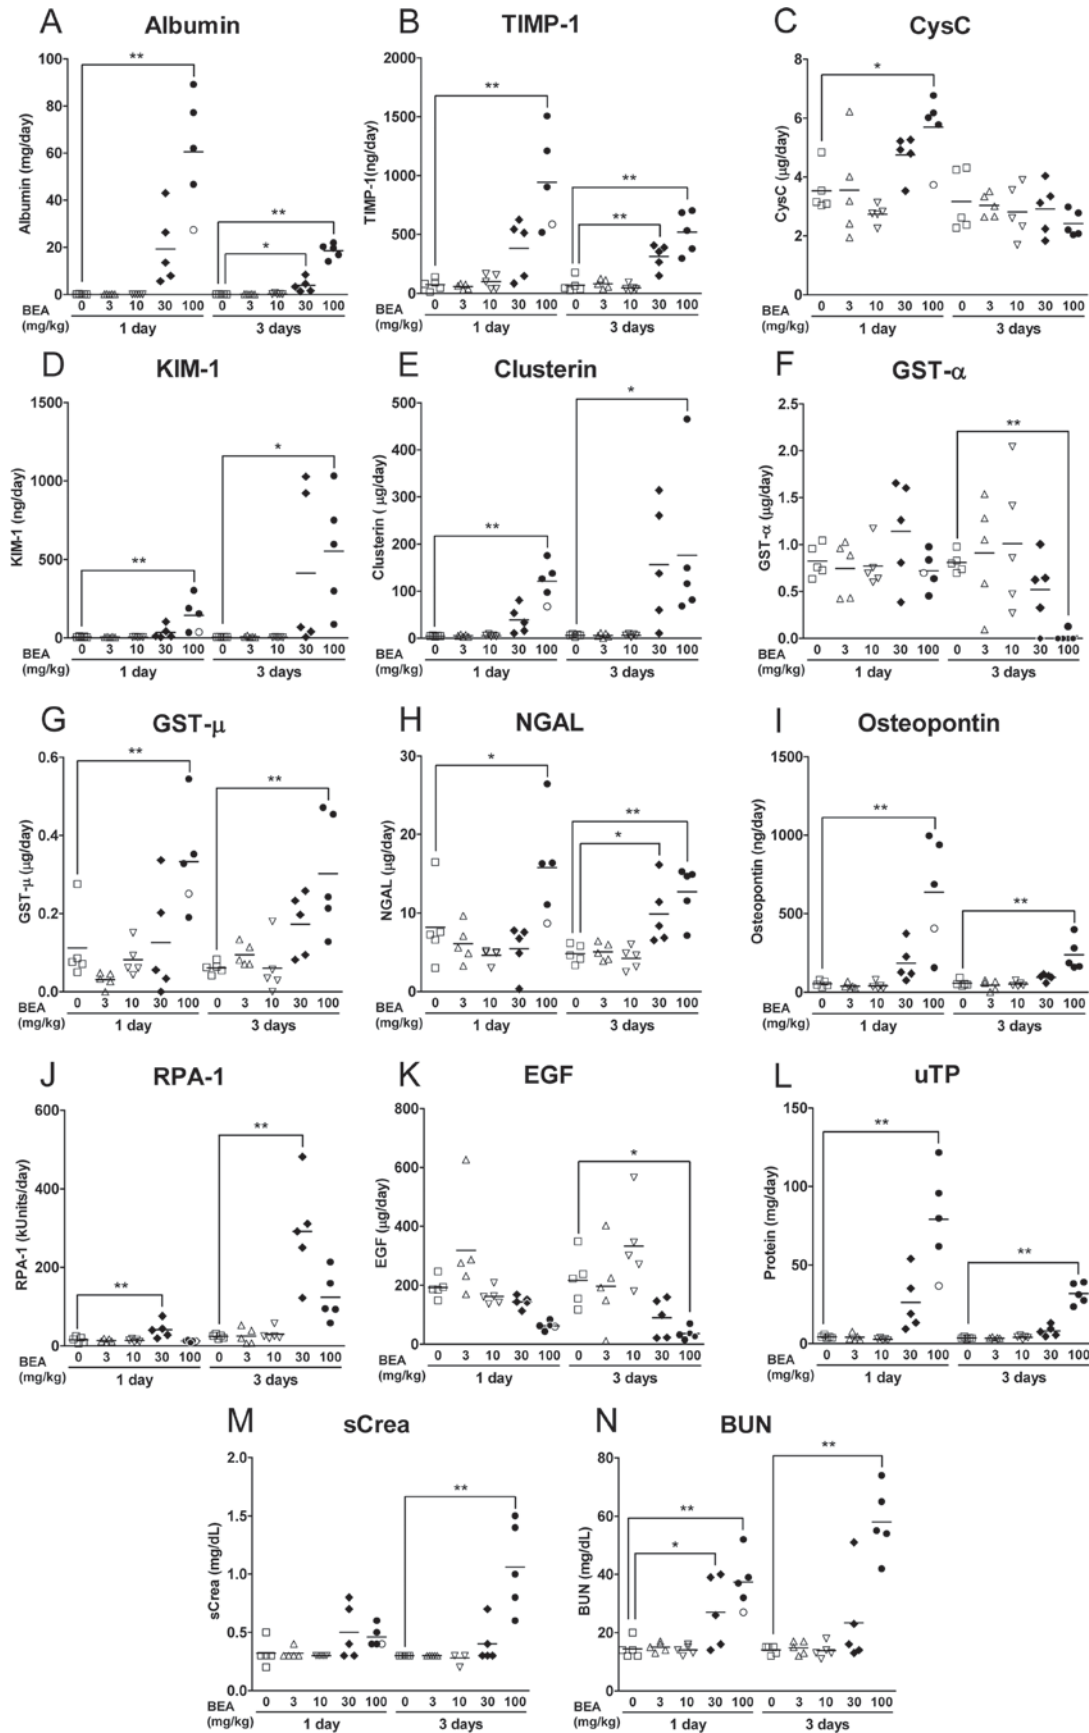 A Albumin
Albumin (mg/day)
100
80
60
40
20
0
** ** *
BEA (mg/kg) 0 3 10 30 100 0 3 10 30 100
1 day 3 days
B TIMP-1
TIMP-1(ng/day)
2000
1500
1000
500
0
** ** **
BEA (mg/kg) 0 3 10 30 100 0 3 10 30 100
1 day 3 days
C CysC
CysC (µg/day)
8
6
4
2
0
*
BEA (mg/kg) 0 3 10 30 100 0 3 10 30 100
1 day 3 days
D KIM-1
KIM-1 (ng/day)
1500
1000
500
0
** *
BEA (mg/kg) 0 3 10 30 100 0 3 10 30 100
1 day 3 days
E Clusterin
Clusterin ( µg/day)
500
400
300
200
100
0
** *
BEA (mg/kg) 0 3 10 30 100 0 3 10 30 100
1 day 3 days
F GST-α
GST-α (µg/day)
2.5
2.0
1.5
1.0
0.5
0.0
**
BEA (mg/kg) 0 3 10 30 100 0 3 10 30 100
1 day 3 days
G GST-µ
GST-µ (µg/day)
0.6
0.4
0.2
0.0
** **
BEA (mg/kg) 0 3 10 30 100 0 3 10 30 100
1 day 3 days
H NGAL
NGAL (µg/day)
30
20
10
0
* ** *
BEA (mg/kg) 0 3 10 30 100 0 3 10 30 100
1 day 3 days
I Osteopontin
Osteopontin (ng/day)
1500
1000
500
0
** **
BEA (mg/kg) 0 3 10 30 100 0 3 10 30 100
1 day 3 days
J RPA-1
RPA-1 (kUnits/day)
600
400
200
0
** **
BEA (mg/kg) 0 3 10 30 100 0 3 10 30 100
1 day 3 days
K EGF
EGF (µg/day)
800
600
400
200
0
*
BEA (mg/kg) 0 3 10 30 100 0 3 10 30 100
1 day 3 days
L uTP
Protein (mg/day)
150
100
50
0
** **
BEA (mg/kg) 0 3 10 30 100 0 3 10 30 100
1 day 3 days
M sCrea
sCrea (mg/dL)
2.0
1.5
1.0
0.5
0.0
**
BEA (mg/kg) 0 3 10 30 100 0 3 10 30 100
1 day 3 days
N BUN
BUN (mg/dL)
80
60
40
20
0
** * **
BEA (mg/kg) 0 3 10 30 100 0 3 10 30 100
1 day 3 days